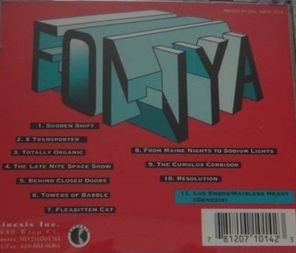 FONYA
1. Sudden Shift
2. X Transporter
3. Totally Organic
4. The Late Nite Space Show
5. Behind Closed Doors
6. Towers of Babble
7. Fleabitten Cat
8. From Maine Nights to Sodium Lights
9. The Cumulus Corridor
10. Resolution
11. Los Endos/Hairless Heart
(Genesis)
Kinesis Inc.
7 81207 10142 3